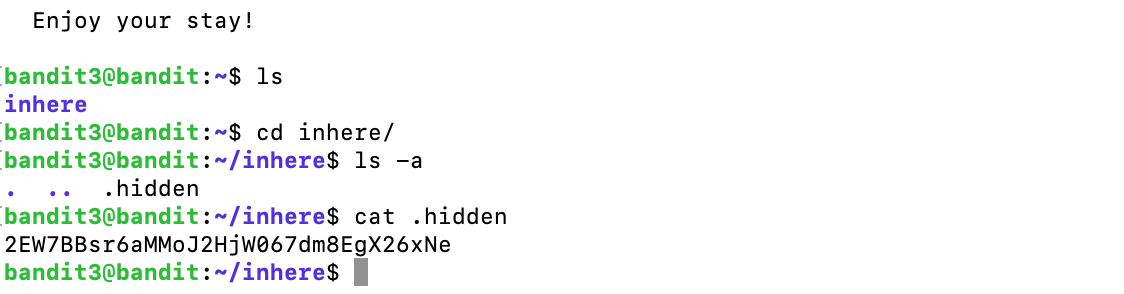 Enjoy your stay!
bandit3@bandit:~$ ls
inhere
bandit3@bandit:~$ cd inhere/
bandit3@bandit:~/inhere$ ls -a
.  ..  .hidden
bandit3@bandit:~/inhere$ cat .hidden
2EW7BBsr6aMMoJ2HjW067dm8EgX26xNe
bandit3@bandit:~/inhere$